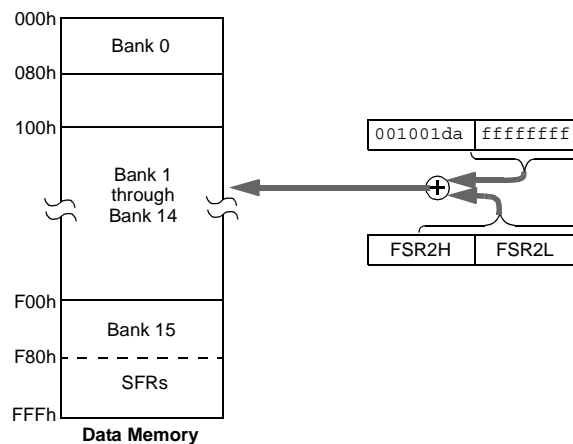 000h
Bank 0
080h
100h
001001da ffffffff
Bank 1
through
Bank 14
FSR2H FSR2L
F00h
Bank 15
F80h
SFRs
FFFh
Data Memory